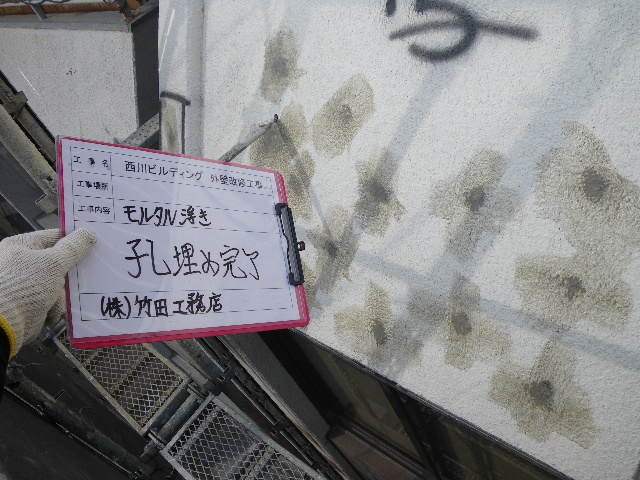 工事名 西川ビルディング 外壁改修工事
工事場所
工事内容 モルタル浮き
孔埋め完了
(株)竹田工務店